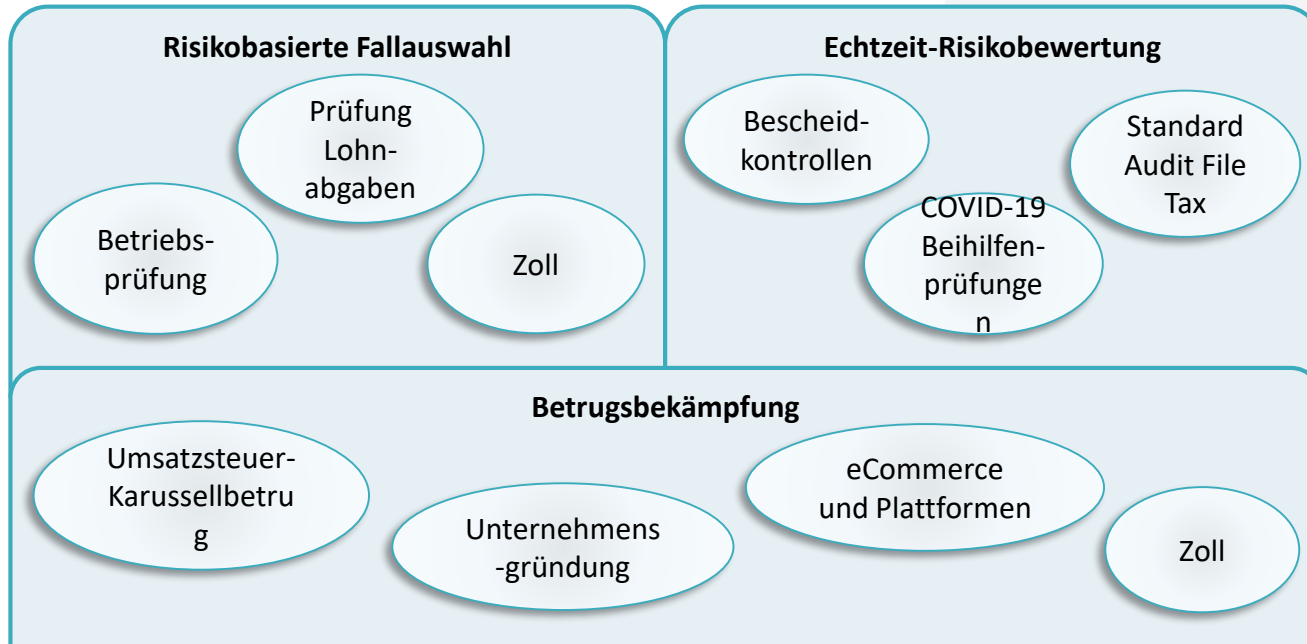 Risikobasierte Fallauswahl
Prüfung
Lohn-
abgaben
Betriebs-
prüfung
Zoll
Echtzeit-Risikobewertung
Bescheid-
kontrollen
Standard
Audit File
Tax
COVID-19
Beihilfen-
prüfunge
n
Betrugsbekämpfung
Umsatzsteuer-
Karussellbetru
g
Unternehmens
-gründung
eCommerce
und Plattformen
Zoll